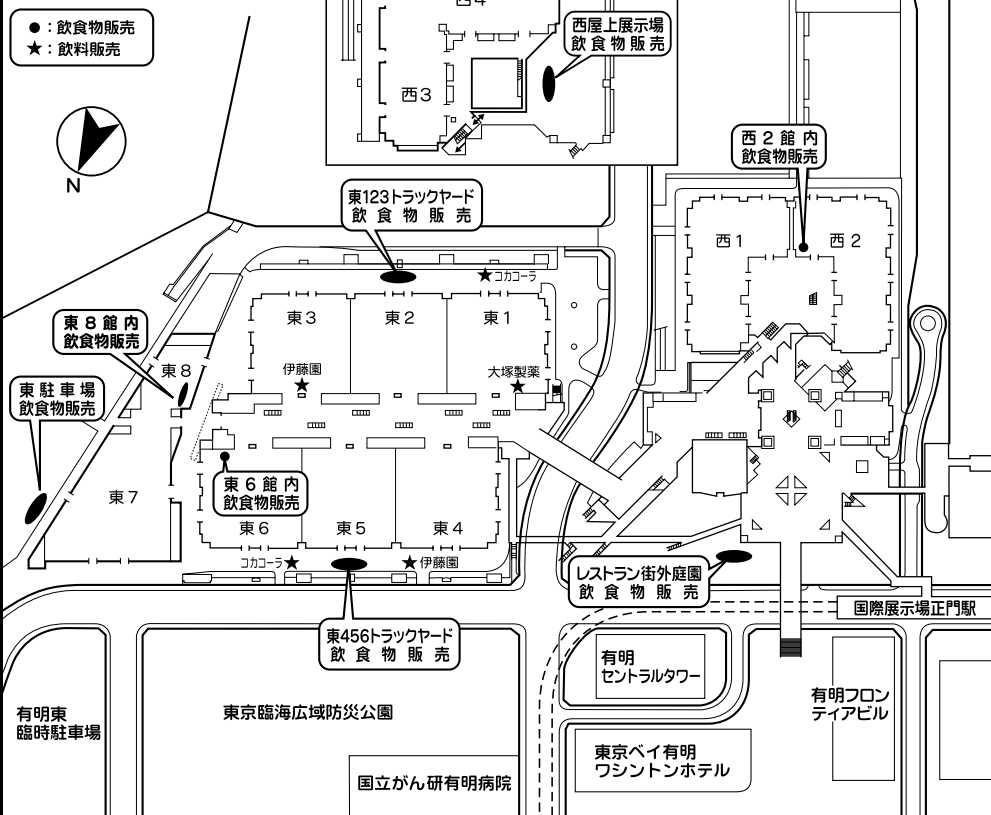 ● : 飲食物販売
★ : 飲料販売
N
西4
西3
西屋上展示場
飲食物販売
西2館内
飲食物販売
東123トラックヤード
飲食物販売
コカコーラ
西1
西2
東3
東2
東1
東8館内
飲食物販売
東8
伊藤園
大塚製薬
東駐車場
飲食物販売
東7
東6館内
飲食物販売
東6
東5
東4
コカコーラ
伊藤園
レストラン街外庭園
飲食物販売
国際展示場正門駅
東456トラックヤード
飲食物販売
有明
セントラルタワー
有明フロン
ティアビル
有明東
臨時駐車場
東京臨海広域防災公園
東京ベイ有明
ワシントンホテル
国立がん研有明病院